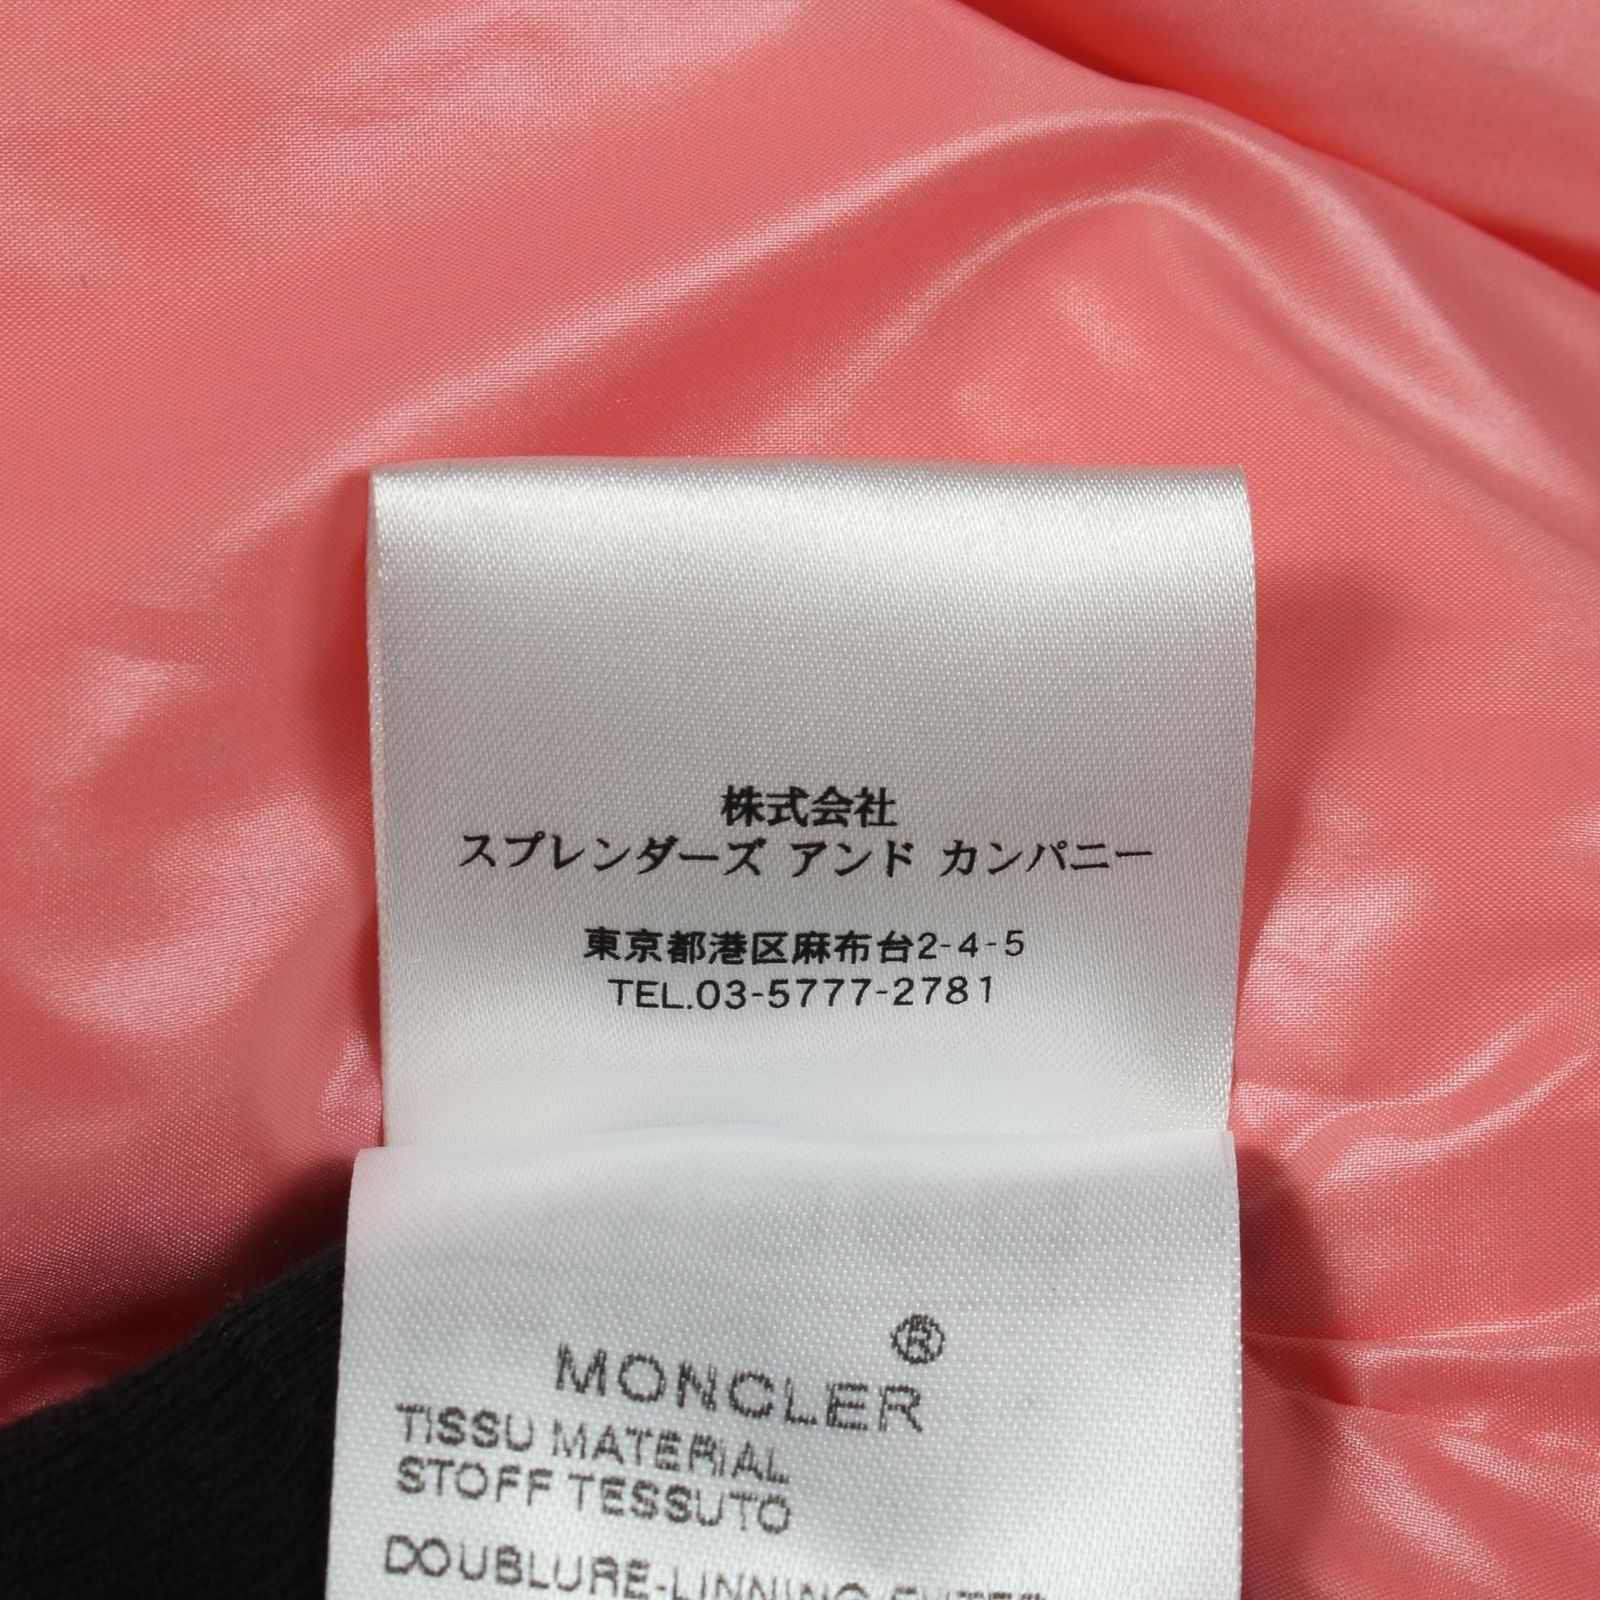 株式会社
スプレンダーズ アンド カンパニー
東京都港区麻布台2-4-5
TEL.03-5777-2781
MONCLER®
TISSU MATERIAL
STOFF TESSUTO
DOUBLURE-LINNING